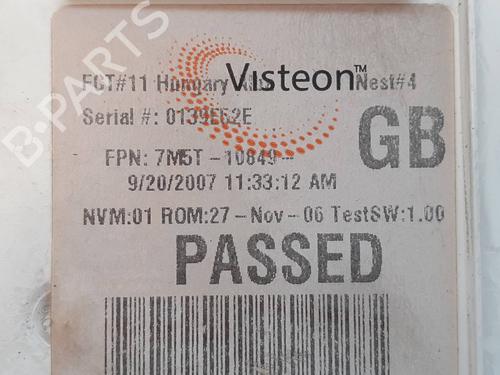 Visteon™
FCT#11 Hungary Nest#4
Serial #: 0139E62E
GB
FPN: 7M5T-10849-
9/20/2007 11:33:12 AM
NVM:01 ROM:27-Nov-06 TestSW:1.00
PASSED
B-PARTS